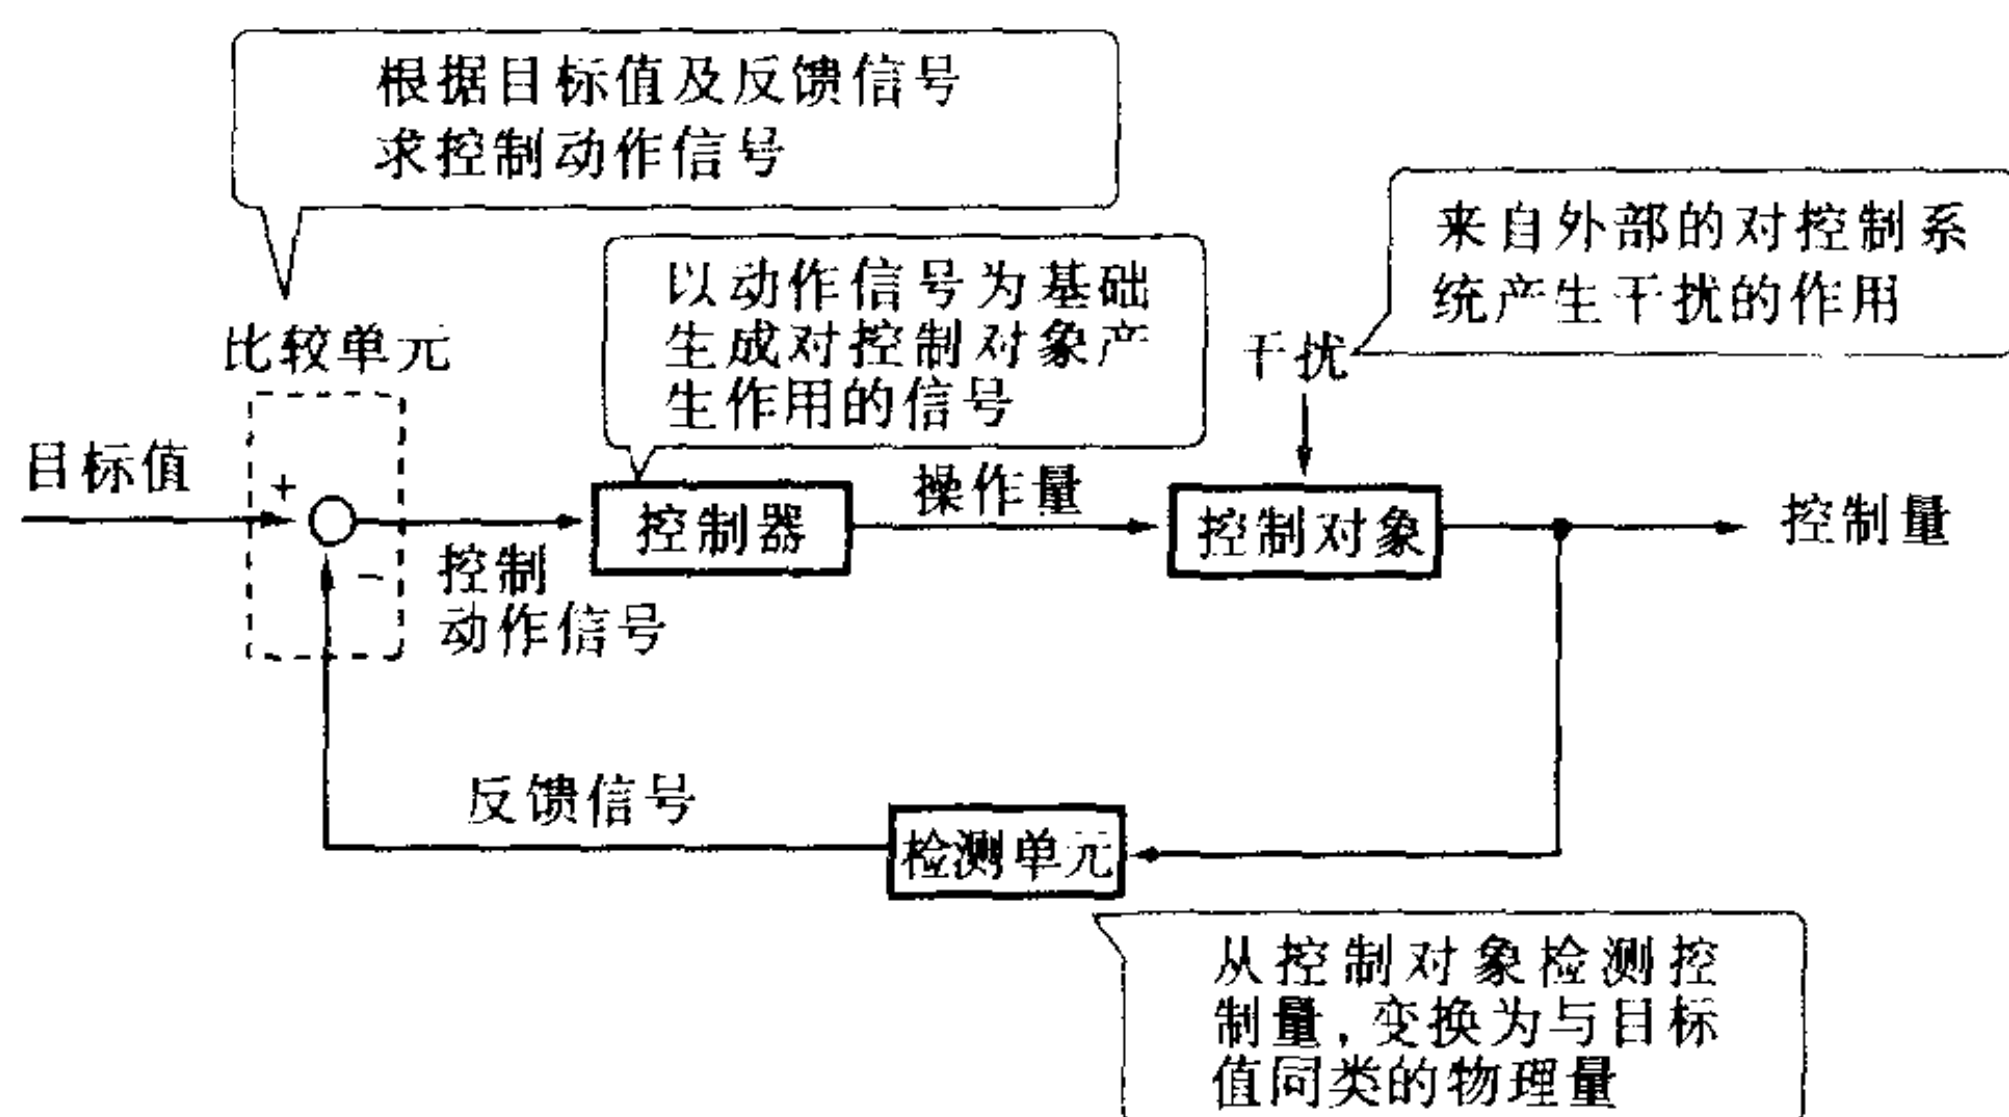 根据目标值及反馈信号
求控制动作信号
来自外部的对控制系
统产生干扰的作用
以动作信号为基础
生成对控制对象产
生作用的信号
比较单元
干扰
目标值
+
控制器
操作量
控制对象
控制量
−
控制
动作信号
反馈信号
检测单元
从控制对象检测控
制量，变换为与目标
值同类的物理量